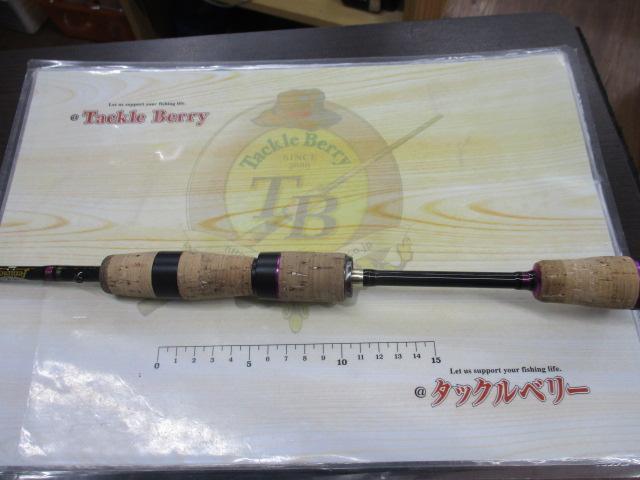 Let us support your fishing life.
@ Tackle Berry
Tackle Berry
SINCE
TB
0 1 2 3 4 5 6 7 8 9 10 11 12 13 14 15
Let us support your fishing life.
@ タックルベリー